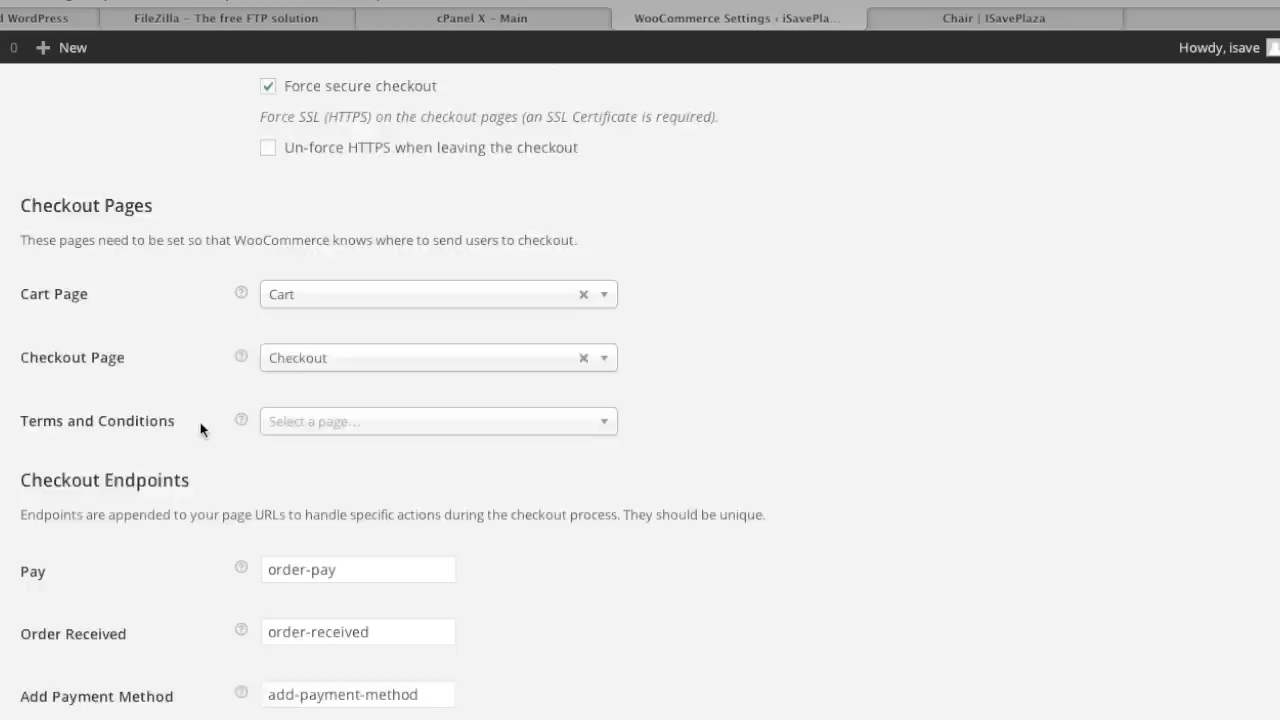 d WordPress
FileZilla – The free FTP solution
cPanel X – Main
WooCommerce Settings ‹ iSavePla...
Chair | ISavePlaza
0
New
Howdy, isave
Force secure checkout
Force SSL (HTTPS) on the checkout pages (an SSL Certificate is required).
Un-force HTTPS when leaving the checkout
Checkout Pages
These pages need to be set so that WooCommerce knows where to send users to checkout.
Cart Page
Cart
Checkout Page
Checkout
Terms and Conditions
Select a page...
Checkout Endpoints
Endpoints are appended to your page URLs to handle specific actions during the checkout process. They should be unique.
Pay
order-pay
Order Received
order-received
Add Payment Method
add-payment-method